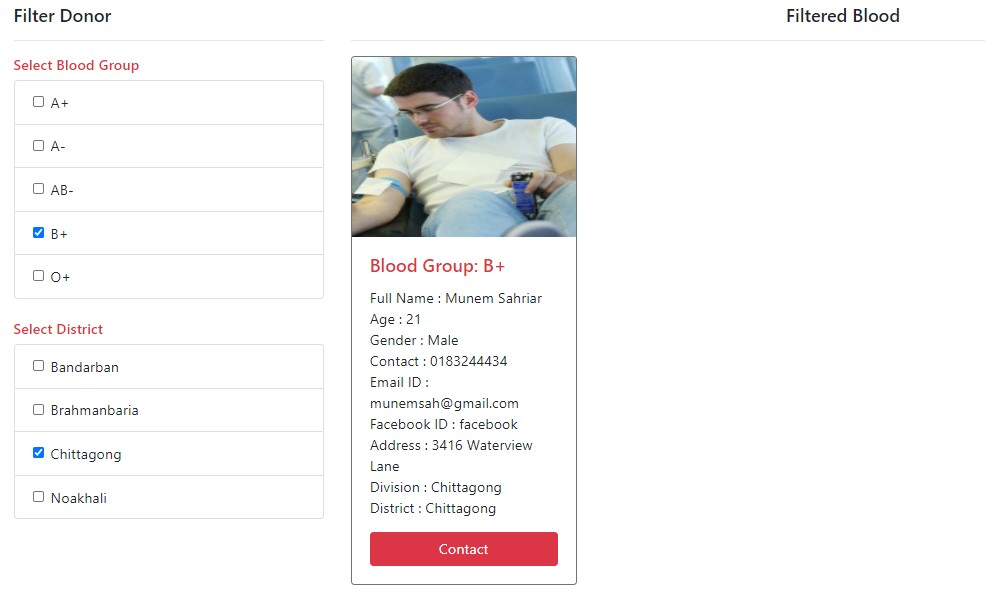 Filter Donor
Select Blood Group
A+
A-
AB-
B+
O+
Select District
Bandarban
Brahmanbaria
Chittagong
Noakhali
Filtered Blood
Blood Group: B+
Full Name : Munem Sahriar
Age : 21
Gender : Male
Contact : 0183244434
Email ID :
munemsah@gmail.com
Facebook ID : facebook
Address : 3416 Waterview
Lane
Division : Chittagong
District : Chittagong
Contact